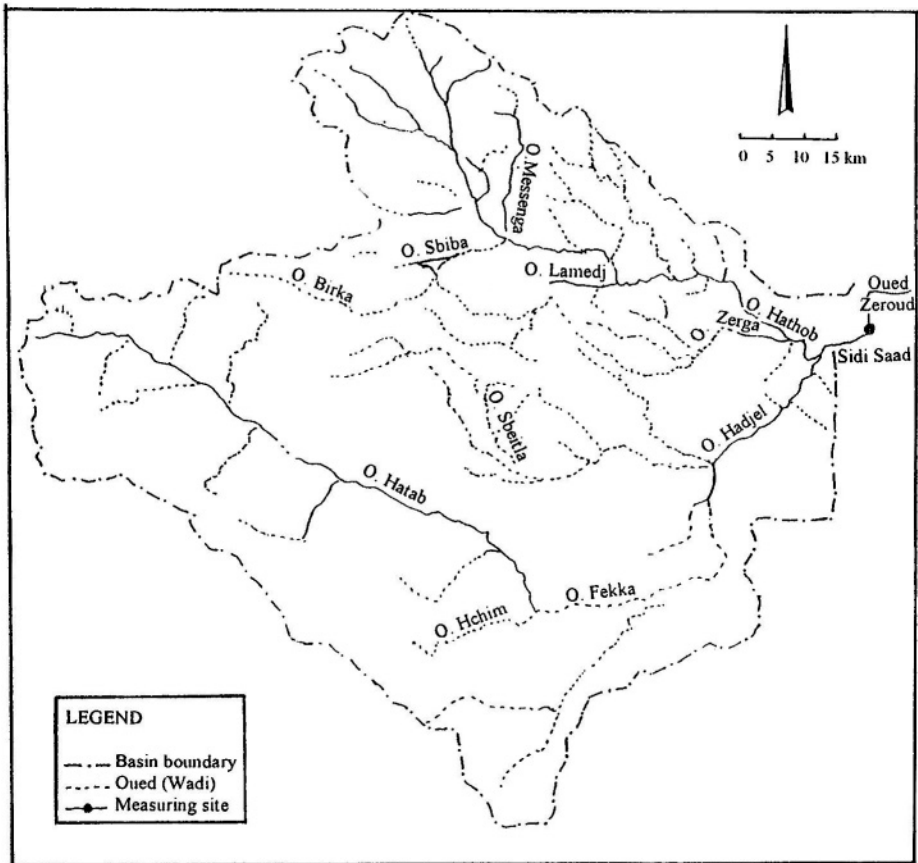 O. Messenga
0 5 10 15 km
O. Sbiba
O. Lamedj
O. Birka
Oued
Zeroud
O. Hathob
O. Zerga
Sidi Saad
O. Sbeitla
O. Hadjel
O. Hatab
O. Fekka
O. Hchim
LEGEND
Basin boundary
Oued (Wadi)
Measuring site